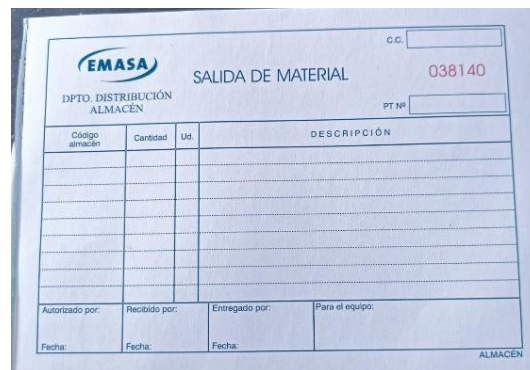 C.C.
EMASA
SALIDA DE MATERIAL
038140
DPTO. DISTRIBUCIÓN
ALMACÉN
PT Nº
Código
almacén
Cantidad
Ud.
DESCRIPCIÓN
Autorizado por:
Recibido por:
Entregado por:
Para el equipo:
Fecha:
Fecha:
Fecha:
ALMACÉN